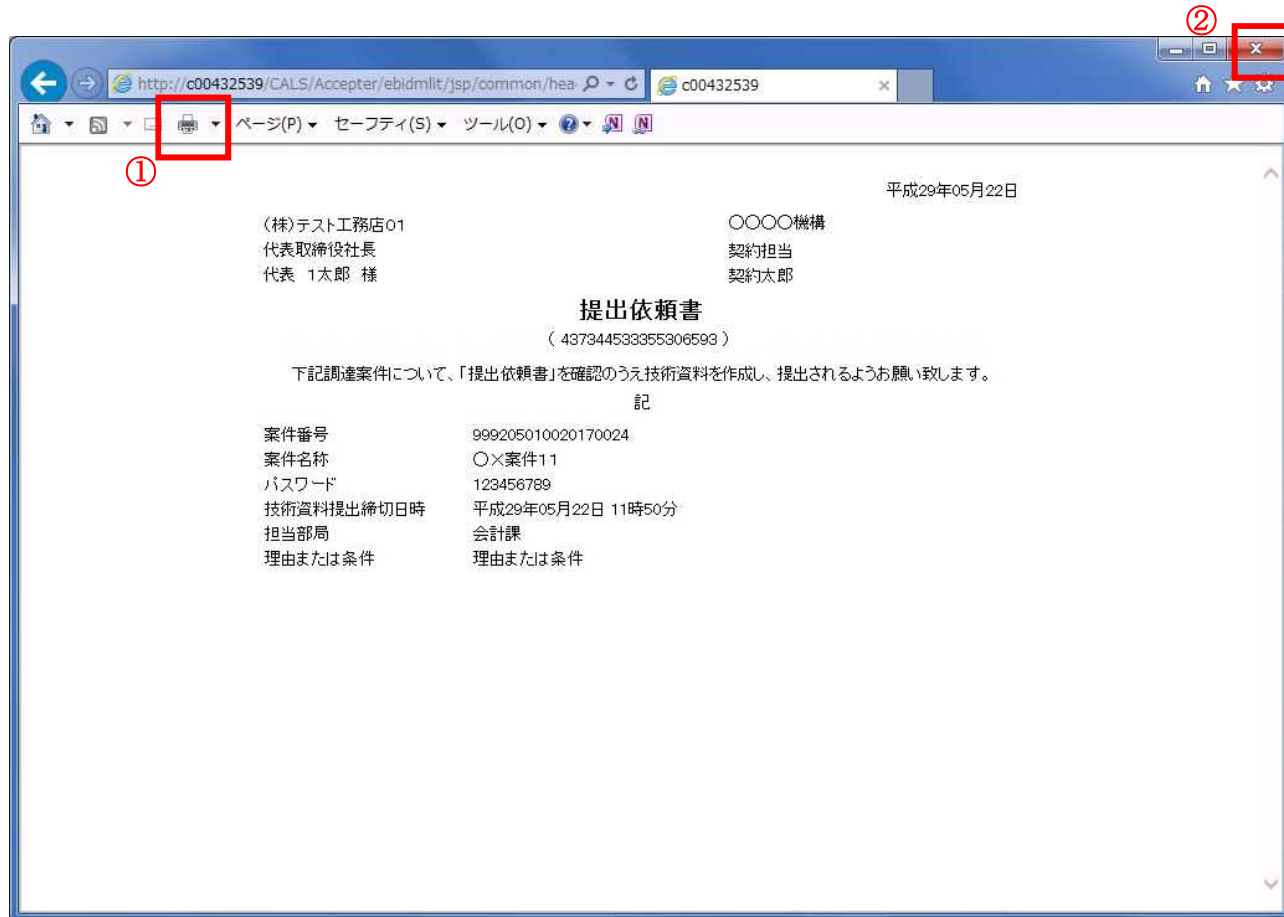 ②
http://c00432539/CALS/Accepter/ebidmlit/jsp/common/hea
c00432539
ページ(P) セーフティ(S) ツール(O)
①
平成29年05月22日
(株)テスト工務店01 〇〇〇〇機構
代表取締役社長 契約担当
代表 1太郎 様 契約太郎
提出依頼書
( 437344533355306593 )
下記調達案件について、「提出依頼書」を確認のうえ技術資料を作成し、提出されるようお願い致します。
記
案件番号 999205010020170024
案件名称 〇×案件11
パスワード 123456789
技術資料提出締切日時 平成29年05月22日 11時50分
担当部局 会計課
理由または条件 理由または条件